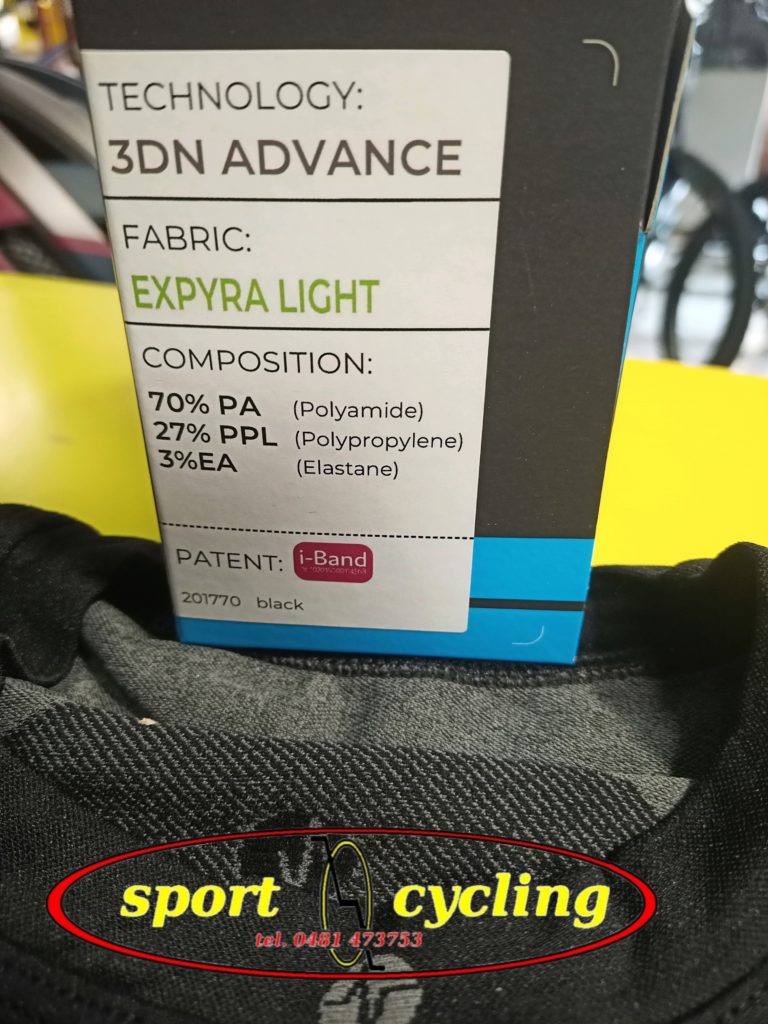 TECHNOLOGY:
3DN ADVANCE
FABRIC:
EXPYRA LIGHT
COMPOSITION:
70% PA (Polyamide)
27% PPL (Polypropylene)
3%EA (Elastane)
PATENT: i-Band
201770 black
sport cycling
tel. 0481 473753